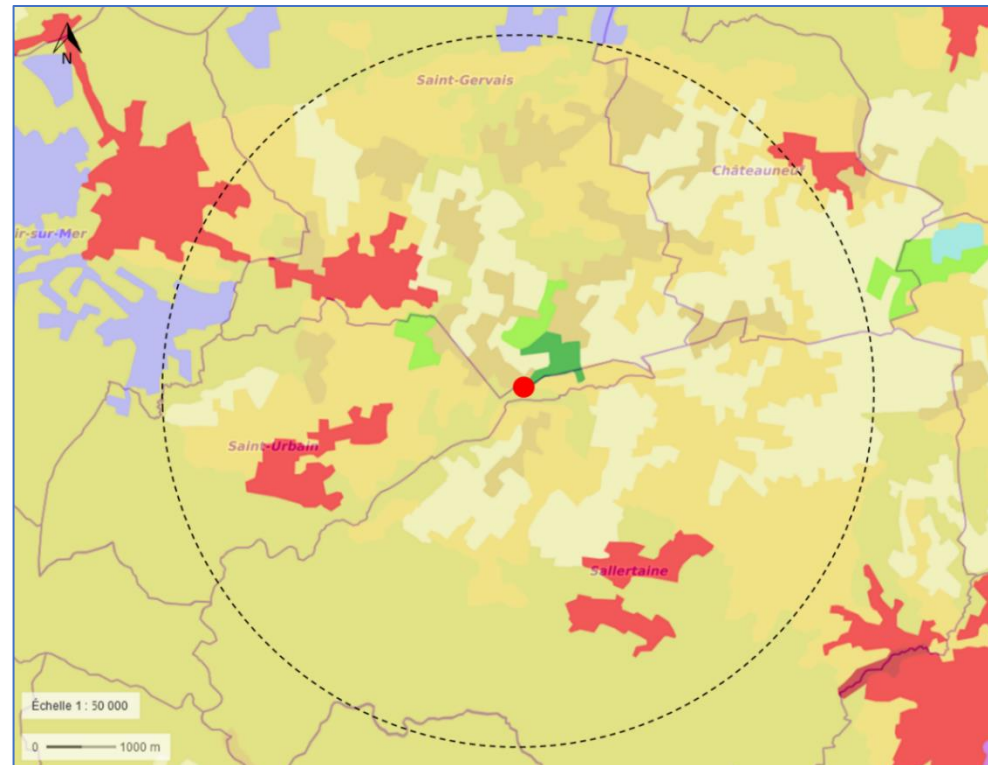 N
Saint-Gervais
Châteauneuf
ir-sur-Mer
Saint-Urbain
Sallertaine
Échelle 1 : 50 000
0 1000 m